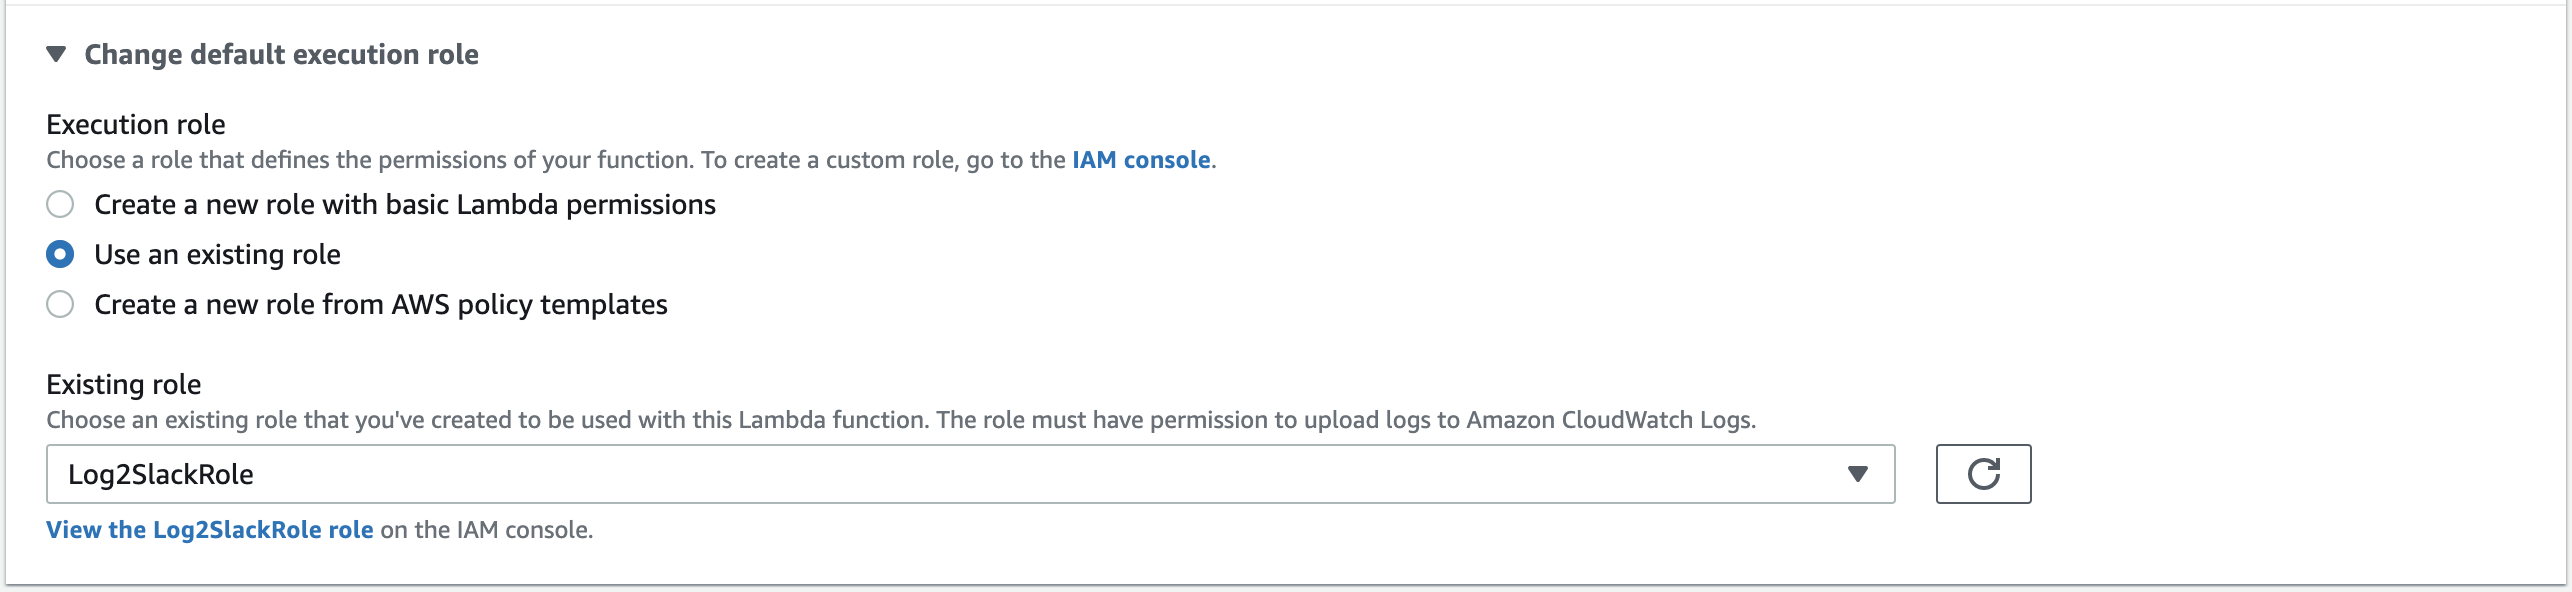 Change default execution role
Execution role
Choose a role that defines the permissions of your function. To create a custom role, go to the IAM console.
Create a new role with basic Lambda permissions
Use an existing role
Create a new role from AWS policy templates
Existing role
Choose an existing role that you've created to be used with this Lambda function. The role must have permission to upload logs to Amazon CloudWatch Logs.
Log2SlackRole
View the Log2SlackRole role on the IAM console.